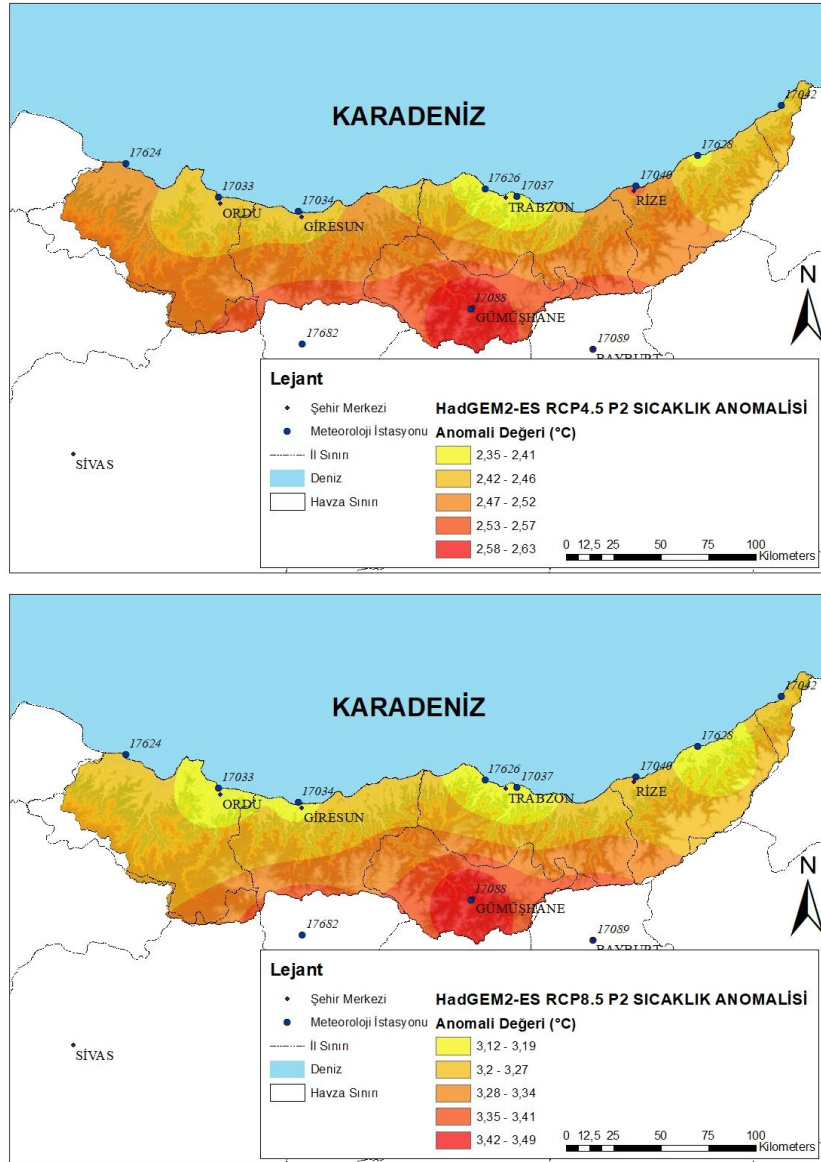 KARADENİZ
17042
17628
17624
17626
17040
17033
17037
17034
RİZE
ORDU
TRABZON
GİRESUN
N
17088
GÜMÜŞHANE
17682
17089
BAYBURT
Lejant
Şehir Merkezi
HadGEM2-ES RCP4.5 P2 SICAKLIK ANOMALİSİ
Meteoroloji İstasyonu
Anomali Değeri (°C)
İl Sınırı
2,35 - 2,41
SİVAS
Deniz
2,42 - 2,46
Havza Sınırı
2,47 - 2,52
2,53 - 2,57
2,58 - 2,63
0 12,5 25 50 75 100
Kilometers
KARADENİZ
17042
17628
17624
17626
17040
17033
17037
17034
RİZE
ORDU
TRABZON
GİRESUN
N
17088
GÜMÜŞHANE
17682
17089
BAYBURT
Lejant
Şehir Merkezi
HadGEM2-ES RCP8.5 P2 SICAKLIK ANOMALİSİ
Meteoroloji İstasyonu
Anomali Değeri (°C)
İl Sınırı
3,12 - 3,19
SİVAS
Deniz
3,2 - 3,27
Havza Sınırı
3,28 - 3,34
3,35 - 3,41
3,42 - 3,49
0 12,5 25 50 75 100
Kilometers